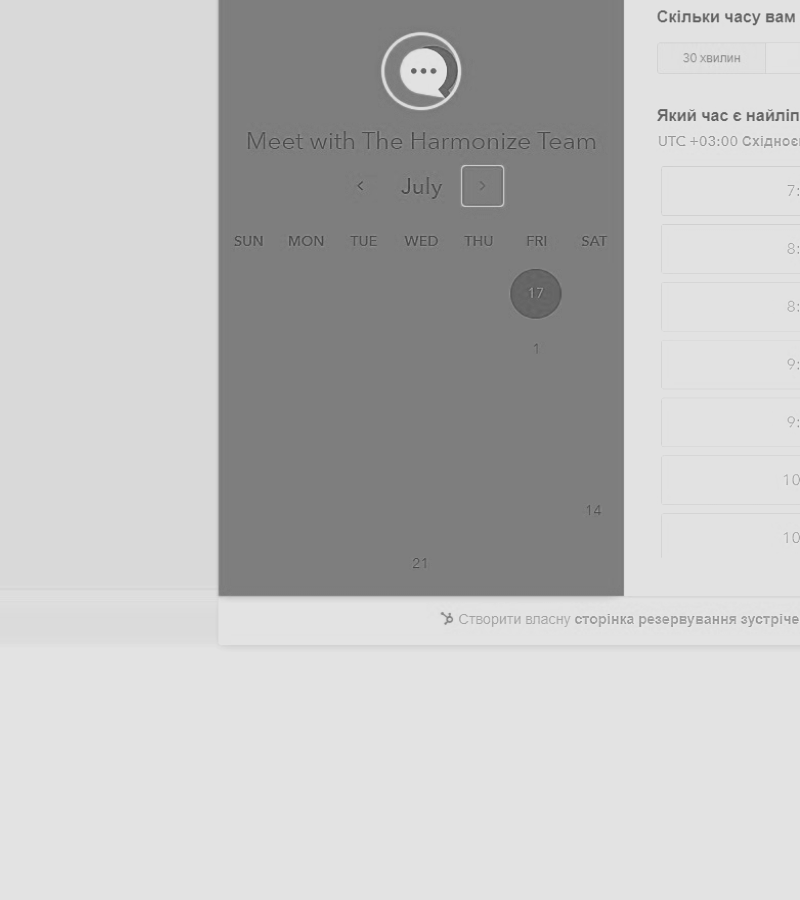 Скільки часу вам
30 хвилин
Meet with The Harmonize Team
July
Який час є найліп
UTC +03:00 Східноє
SUN MON TUE WED THU FRI SAT
17
1
14
21
7:
8:
8:
9:
9:
10
10
Створити власну сторінка резервування зустріче